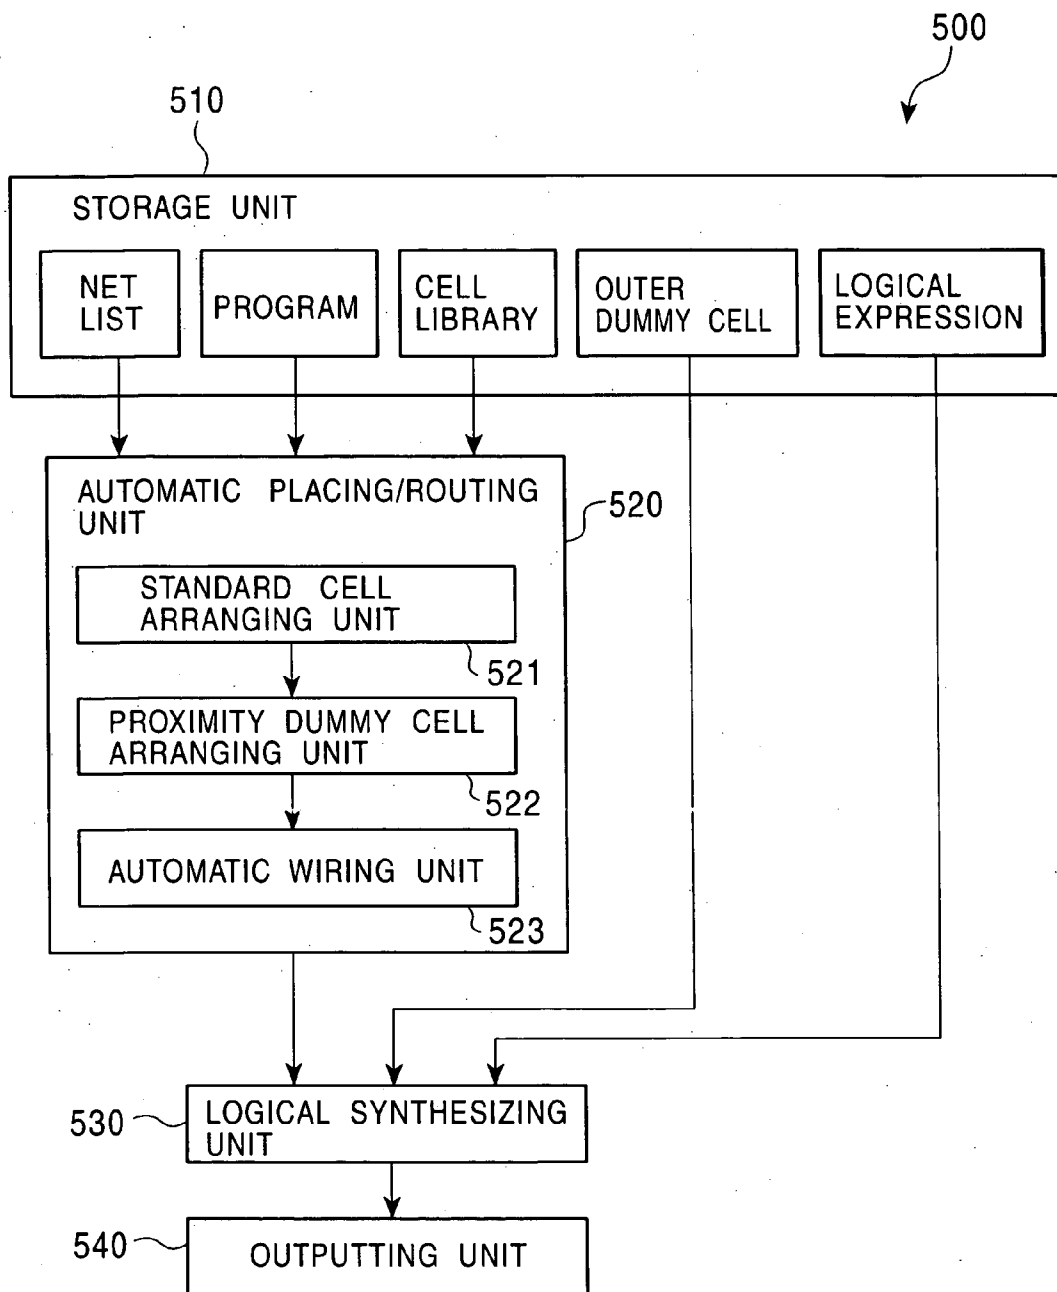 500
510
STORAGE UNIT
NET
LIST
PROGRAM
CELL
LIBRARY
OUTER
DUMMY CELL
LOGICAL
EXPRESSION
AUTOMATIC PLACING/ROUTING
UNIT
520
STANDARD CELL
ARRANGING UNIT
521
PROXIMITY DUMMY CELL
ARRANGING UNIT
522
AUTOMATIC WIRING UNIT
523
530
LOGICAL SYNTHESIZING
UNIT
540
OUTPUTTING UNIT